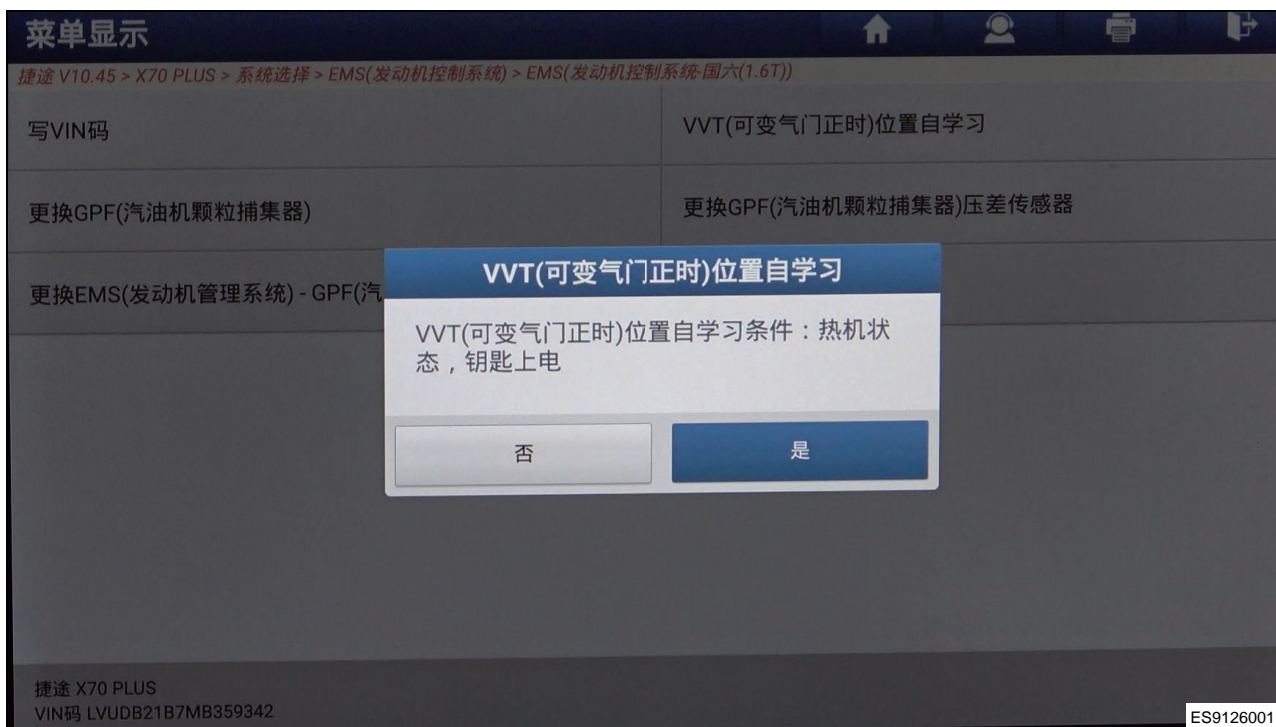 菜单显示
捷途 V10.45 > X70 PLUS > 系统选择 > EMS(发动机控制系统) > EMS(发动机控制系统-国六(1.6T))
写VIN码
VVT(可变气门正时)位置自学习
更换GPF(汽油机颗粒捕集器)
更换GPF(汽油机颗粒捕集器)压差传感器
更换EMS(发动机管理系统) - GPF(汽
VVT(可变气门正时)位置自学习
VVT(可变气门正时)位置自学习条件：热机状
态，钥匙上电
否
是
捷途 X70 PLUS
VIN码 LVUDB21B7MB359342
ES9126001